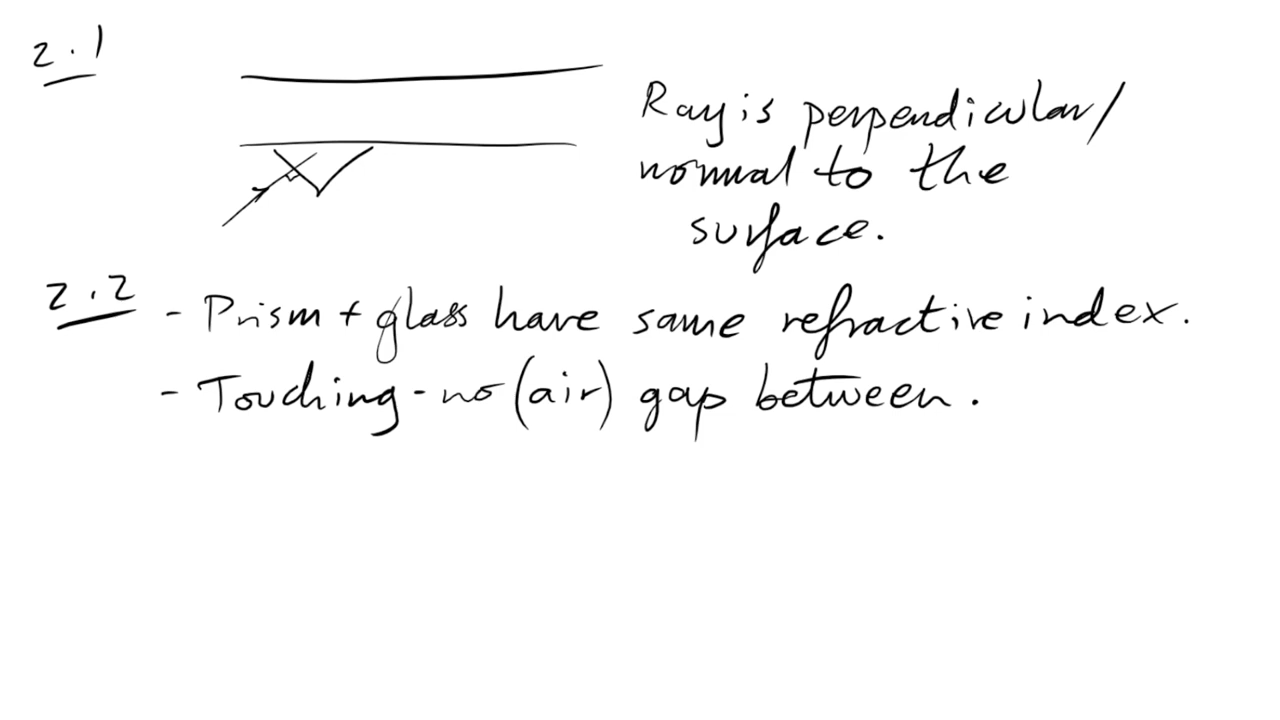 2.1
Ray is perpendicular/
normal to the
surface.
2.2
- Prism + glass have same refractive index.
- Touching - no (air) gap between.